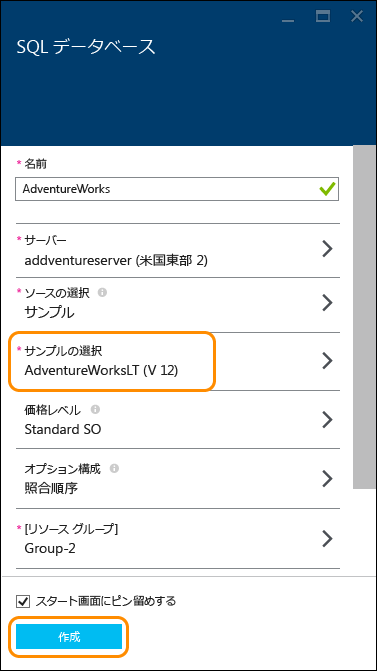 SQL データベース
* 名前
AdventureWorks
* サーバー
addventureserver (米国東部 2)
* ソースの選択
サンプル
* サンプルの選択
AdventureWorksLT (V 12)
価格レベル
Standard SO
オプション構成
照合順序
* [リソース グループ]
Group-2
スタート画面にピン留めする
作成